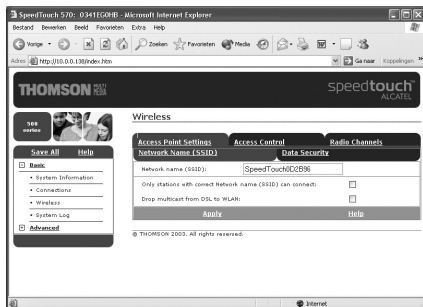 SpeedTouch 570: 0341EG0HB - Microsoft Internet Explorer
Bestand Bewerken Beeld Favorieten Extra Help
Vorige Zoeken Favorieten Media
Adres http://10.0.0.138/index.htm Ga naar Koppelingen »
THOMSON
speedtouch™
ALCATEL
500 series
Save All Help
Basic
System Information
Connections
Wireless
System Log
Advanced
Wireless
Access Point Settings Access Control Radio Channels
Network Name (SSID) Data Security
Network name (SSID): SpeedTouch0D2B96
Only stations with correct Network name (SSID) can connect:
Drop multicast from DSL to WLAN:
Apply Help
© THOMSON 2003. All rights reserved.
Internet